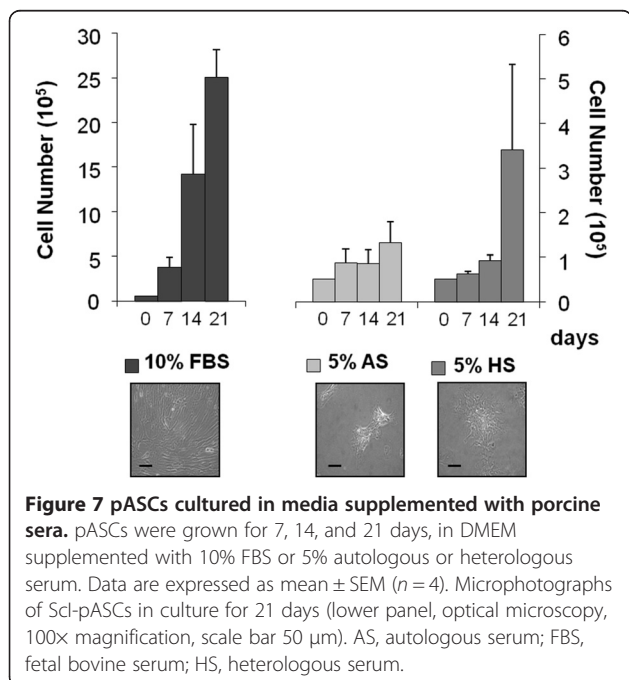 30
25
20
15
10
5
0
Cell Number (10⁵)
6
5
4
3
2
1
0
Cell Number (10⁵)
0 7 14 21 0 7 14 21 0 7 14 21
days
10% FBS 5% AS 5% HS
Figure 7 pASCs cultured in media supplemented with porcine
sera. pASCs were grown for 7, 14, and 21 days, in DMEM
supplemented with 10% FBS or 5% autologous or heterologous
serum. Data are expressed as mean ± SEM (n = 4). Microphotographs
of Scl-pASCs in culture for 21 days (lower panel, optical microscopy,
100× magnification, scale bar 50 μm). AS, autologous serum; FBS,
fetal bovine serum; HS, heterologous serum.